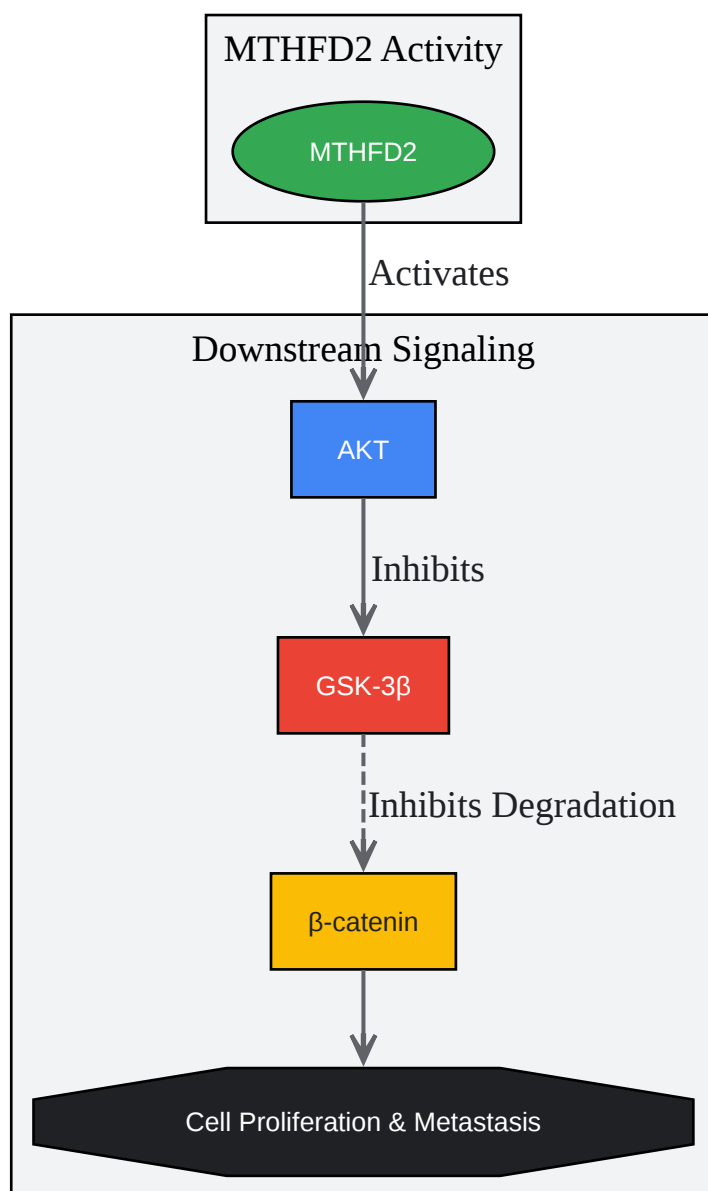 MTHFD2 Activity
MTHFD2
Activates
Downstream Signaling
AKT
Inhibits
GSK-3β
Inhibits Degradation
β-catenin
Cell Proliferation & Metastasis